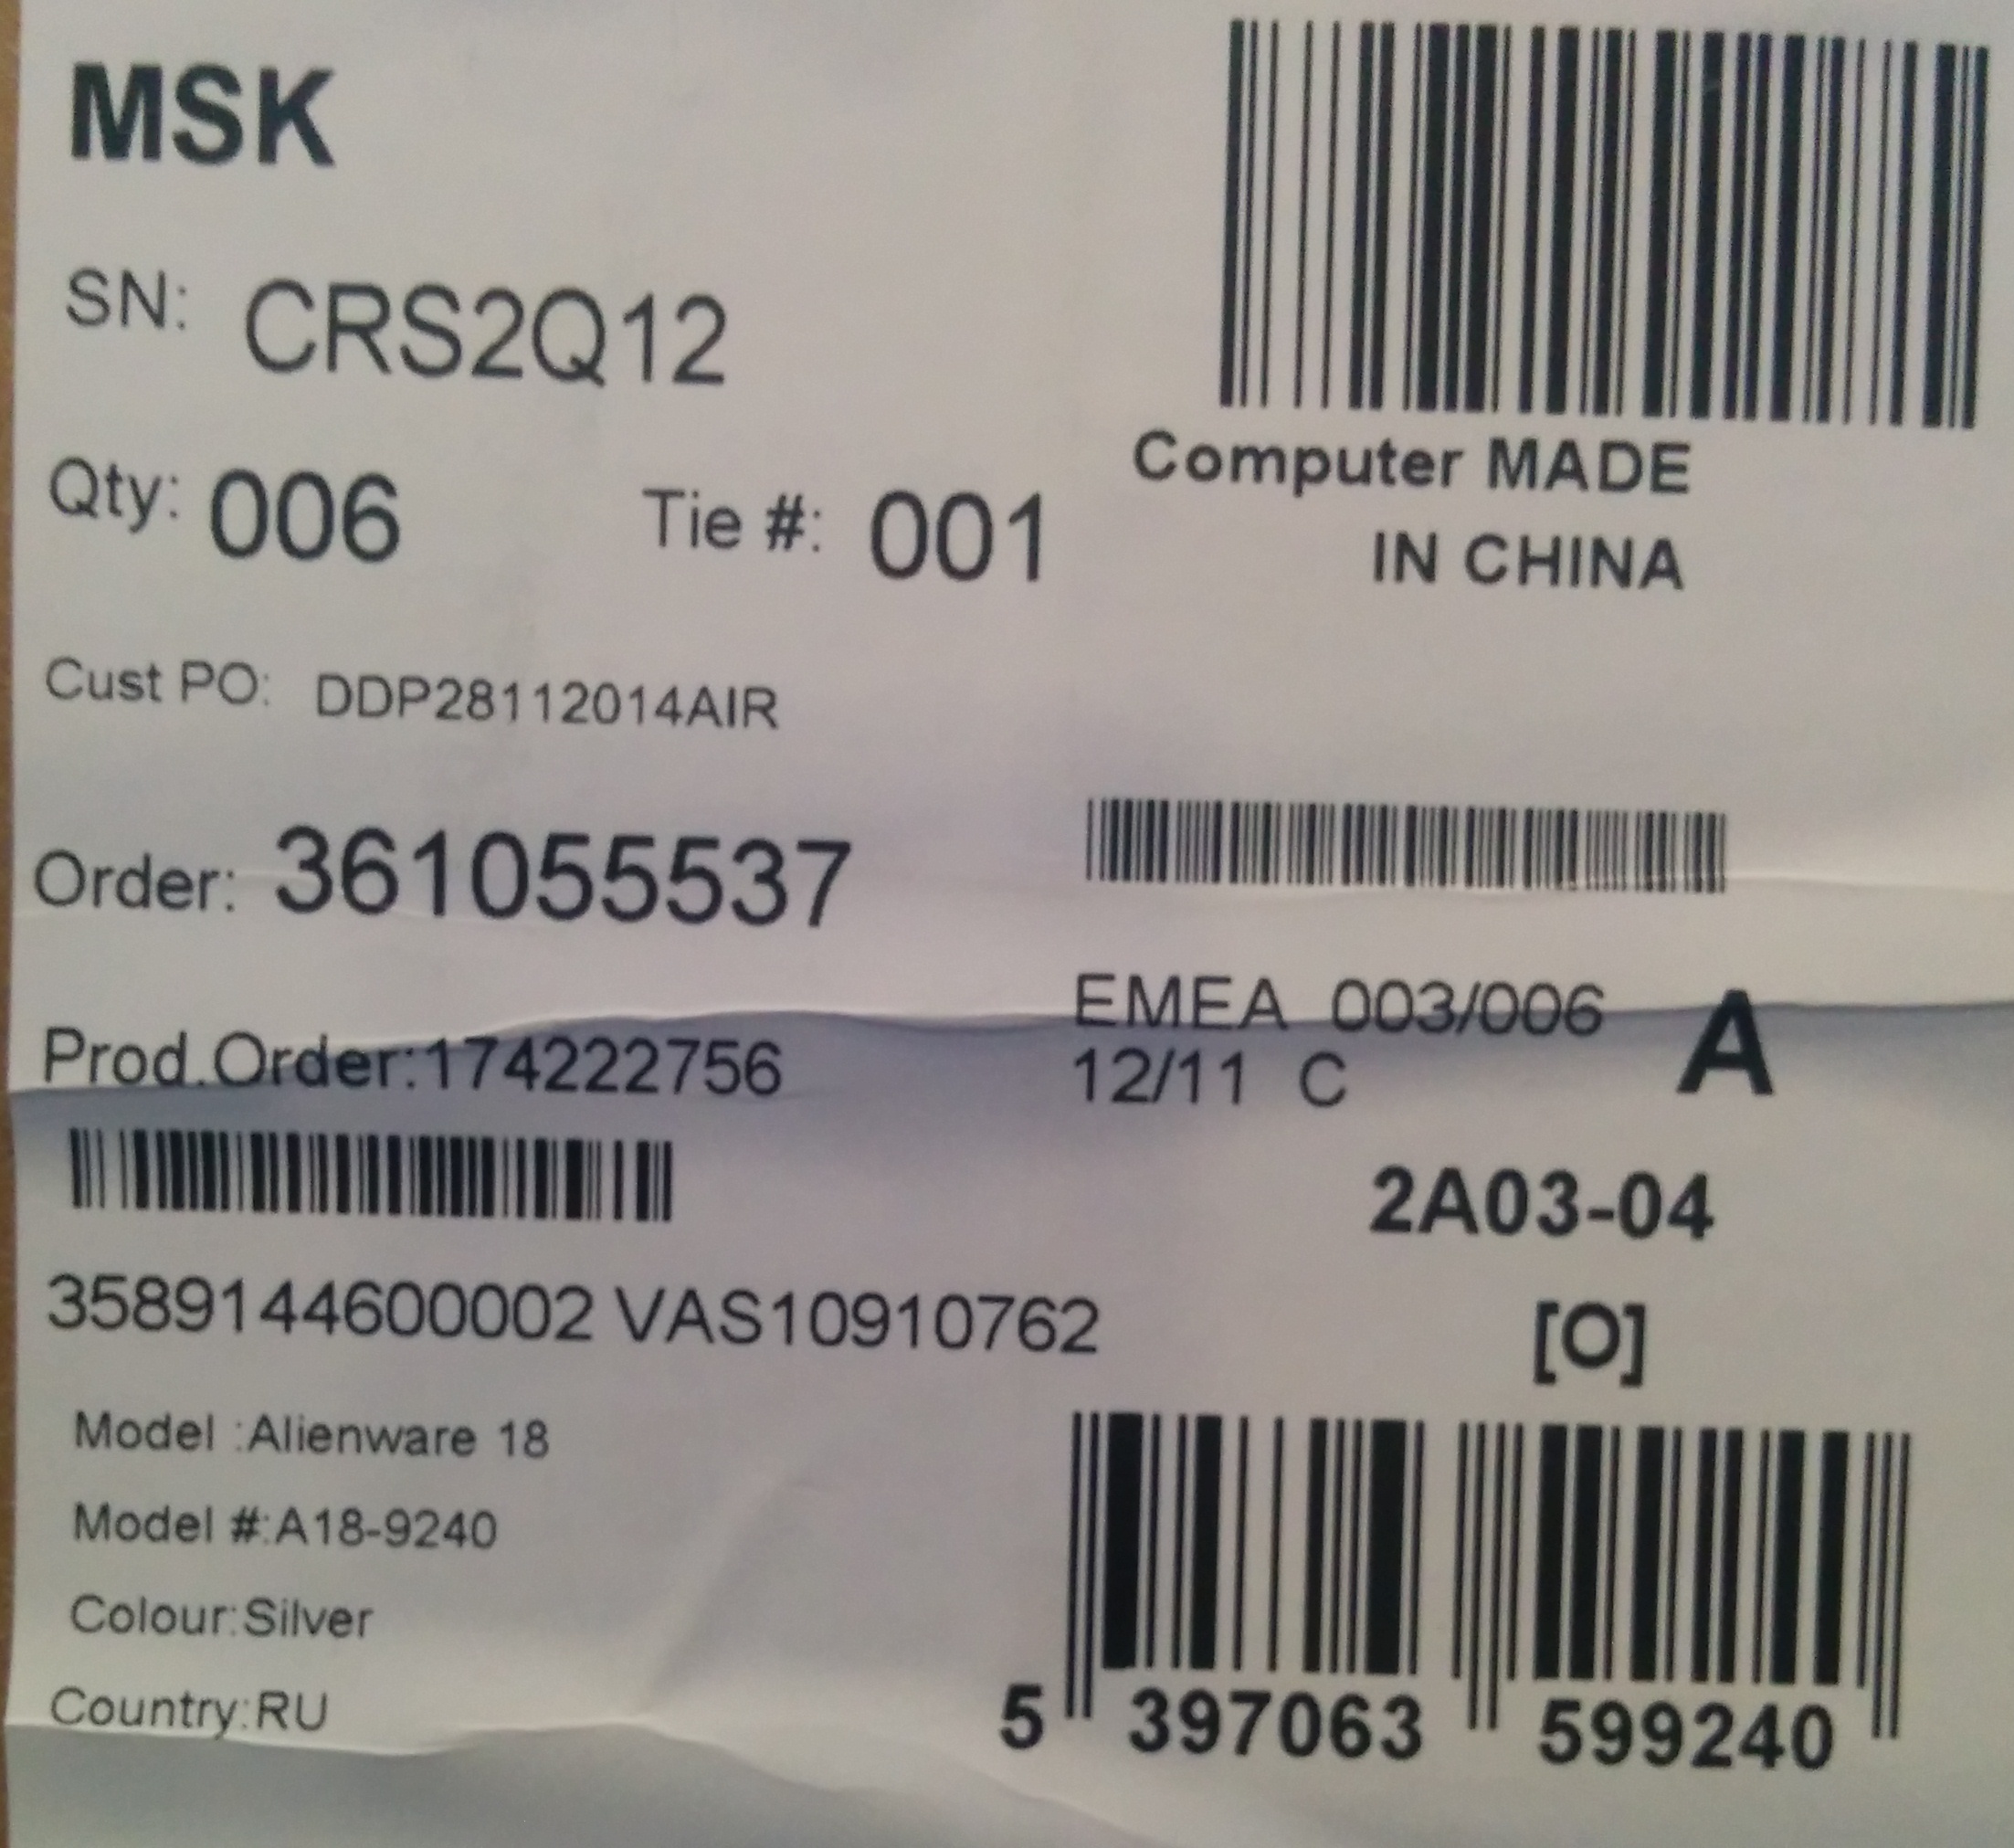 MSK
SN: CRS2Q12
Qty: 006 Tie #: 001
Computer MADE
IN CHINA
Cust PO: DDP28112014AIR
Order: 361055537
EMEA 003/006 A
12/11 C
Prod.Order:174222756
2A03-04
3589144600002 VAS10910762
[O]
Model :Alienware 18
Model #:A18-9240
Colour:Silver
Country:RU
5 397063 599240